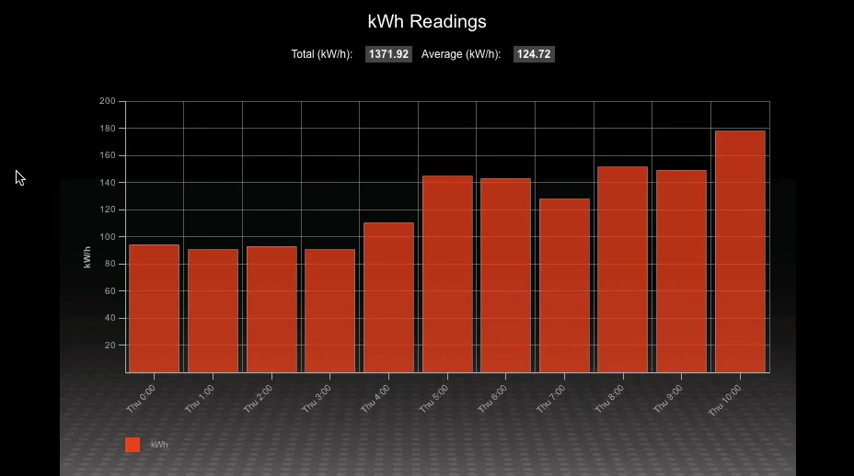 kWh Readings
Total (kW/h): 1371.92 Average (kW/h): 124.72
200
180
160
140
120
100
80
60
40
20
kW/h
Thu 0:00 Thu 1:00 Thu 2:00 Thu 3:00 Thu 4:00 Thu 5:00 Thu 6:00 Thu 7:00 Thu 8:00 Thu 9:00 Thu 10:00
kWh